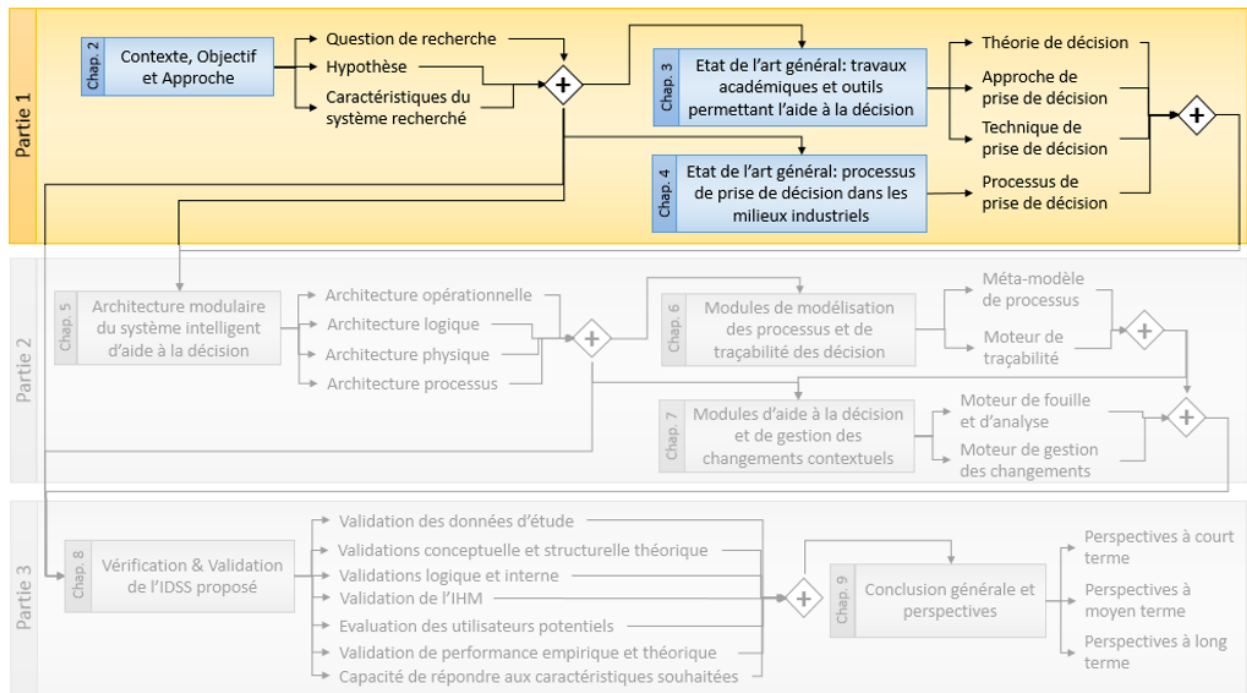 Partie 1
Chap. 2
Contexte, Objectif
et Approche
Question de recherche
Hypothèse
Caractéristiques du
système recherché
Chap. 3
Etat de l'art général: travaux
académiques et outils
permettant l'aide à la décision
Théorie de décision
Approche de
prise de décision
Technique de
prise de décision
Chap. 4
Etat de l'art général: processus
de prise de décision dans les
milieux industriels
Processus de
prise de décision
Partie 2
Chap. 5
Architecture modulaire
du système intelligent
d'aide à la décision
Architecture opérationnelle
Architecture logique
Architecture physique
Architecture processus
Chap. 6
Modules de modélisation
des processus et de
traçabilité des décision
Méta-modèle
de processus
Moteur de
traçabilité
Chap. 7
Modules d'aide à la décision
et de gestion des
changements contextuels
Moteur de fouille
et d'analyse
Moteur de gestion
des changements
Partie 3
Chap. 8
Vérification & Validation
de l'IDSS proposé
Validation des données d'étude
Validations conceptuelle et structurelle théorique
Validations logique et interne
Validation de l'IHM
Evaluation des utilisateurs potentiels
Validation de performance empirique et théorique
Capacité de répondre aux caractéristiques souhaitées
Chap. 9
Conclusion générale et
perspectives
Perspectives à court
terme
Perspectives à
moyen terme
Perspectives à long
terme